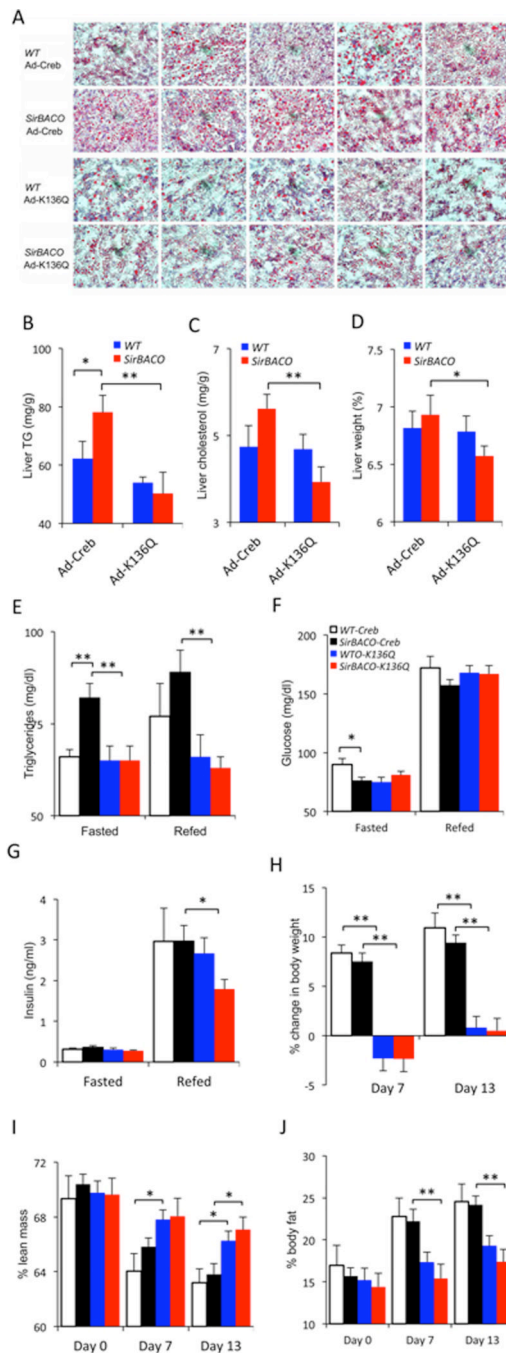 A
WT
Ad-Creb
SirBACO
Ad-Creb
WT
Ad-K136Q
SirBACO
Ad-K136Q
B
WT
SirBACO
Liver TG (mg/g)
100
80
60
40
*
**
Ad-Creb
Ad-K136Q
C
WT
SirBACO
Liver cholesterol (mg/g)
7
5
3
**
Ad-Creb
Ad-K136Q
D
WT
SirBACO
Liver weight (%)
7.5
7
6.5
6
*
Ad-Creb
Ad-K136Q
E
Triglycerides (mg/dl)
100
75
50
**
**
**
Fasted
Refed
F
WT-Creb
SirBACO-Creb
WTO-K136Q
SirBACO-K136Q
Glucose (mg/dl)
200
150
100
50
*
Fasted
Refed
G
Insulin (ng/ml)
4
3
2
1
0
*
Fasted
Refed
H
% change in body weight
15
10
5
0
-5
**
**
**
**
Day 7
Day 13
I
% lean mass
72
68
64
60
*
*
*
Day 0
Day 7
Day 13
J
% body fat
25
20
15
10
**
**
Day 0
Day 7
Day 13